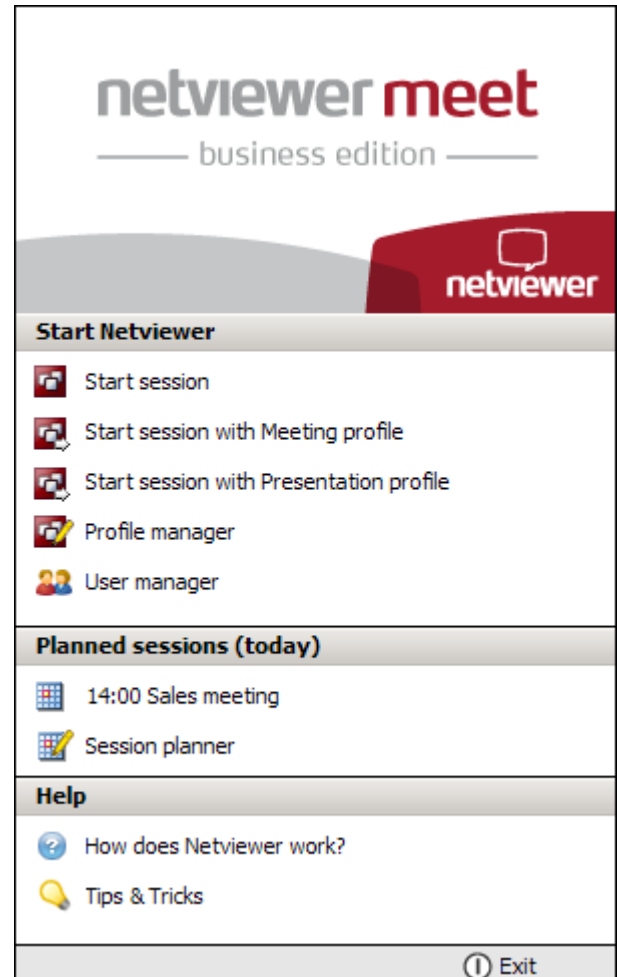 netviewer meet
business edition
netviewer
Start Netviewer
Start session
Start session with Meeting profile
Start session with Presentation profile
Profile manager
User manager
Planned sessions (today)
14:00 Sales meeting
Session planner
Help
How does Netviewer work?
Tips & Tricks
Exit